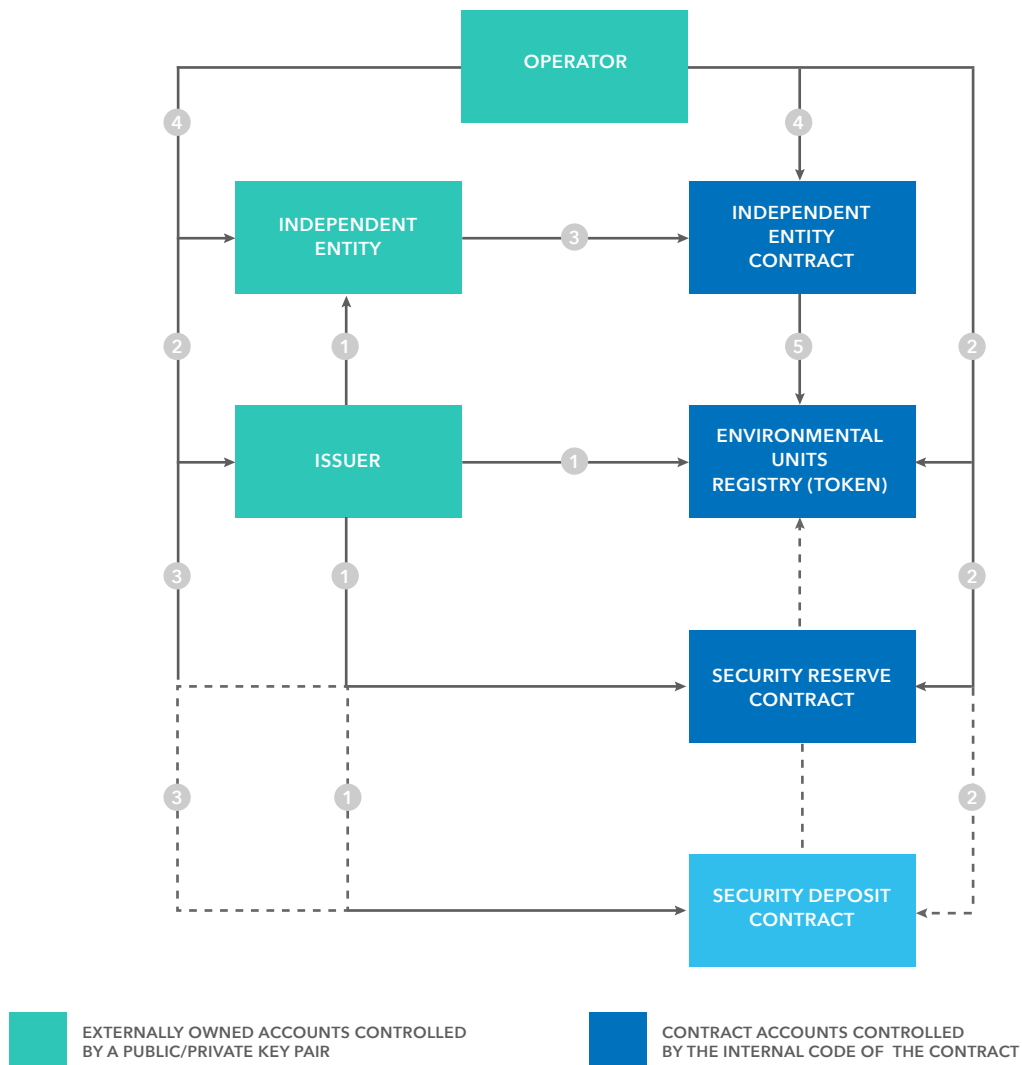 OPERATOR
4
4
INDEPENDENT
ENTITY
3
INDEPENDENT
ENTITY
CONTRACT
2
1
5
2
ISSUER
1
ENVIRONMENTAL
UNITS
REGISTRY (TOKEN)
3
1
2
SECURITY RESERVE
CONTRACT
3
1
2
SECURITY DEPOSIT
CONTRACT
EXTERNALLY OWNED ACCOUNTS CONTROLLED
BY A PUBLIC/PRIVATE KEY PAIR
CONTRACT ACCOUNTS CONTROLLED
BY THE INTERNAL CODE OF THE CONTRACT